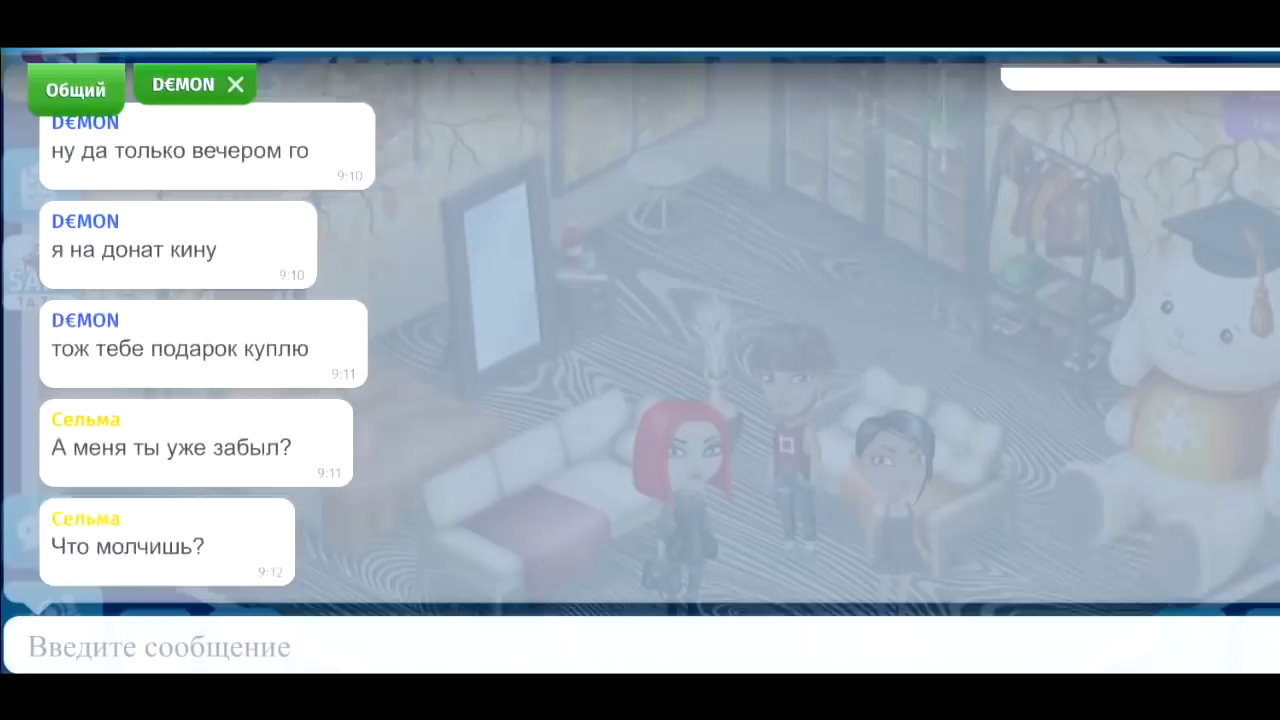 Общий
D€MON
D€MON
ну да только вечером го
9:10
D€MON
я на донат кину
9:10
D€MON
тож тебе подарок куплю
9:11
Сельма
А меня ты уже забыл?
9:11
Сельма
Что молчишь?
9:12
Введите сообщение